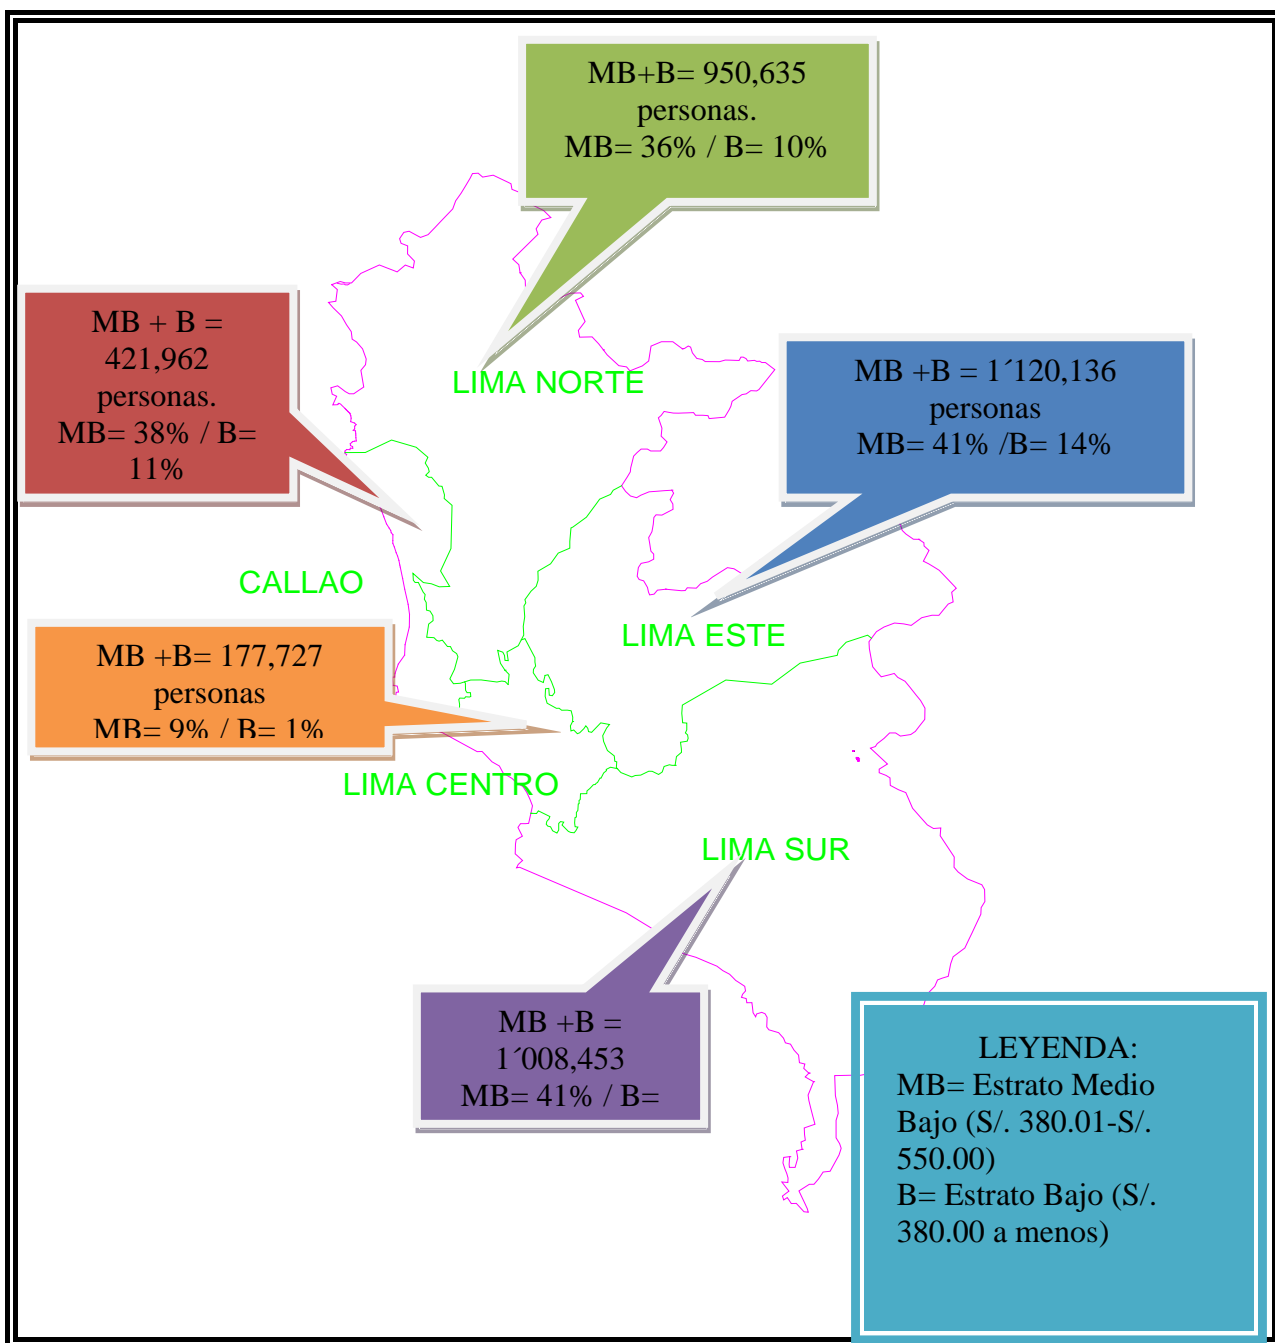 MB+B= 950,635
personas.
MB= 36% / B= 10%
MB + B =
421,962
personas.
MB= 38% / B=
11%
LIMA NORTE
MB +B = 1´120,136
personas
MB= 41% /B= 14%
CALLAO
LIMA ESTE
MB +B= 177,727
personas
MB= 9% / B= 1%
LIMA CENTRO
LIMA SUR
MB +B =
1´008,453
MB= 41% / B=
LEYENDA:
MB= Estrato Medio
Bajo (S/. 380.01-S/.
550.00)
B= Estrato Bajo (S/.
380.00 a menos)